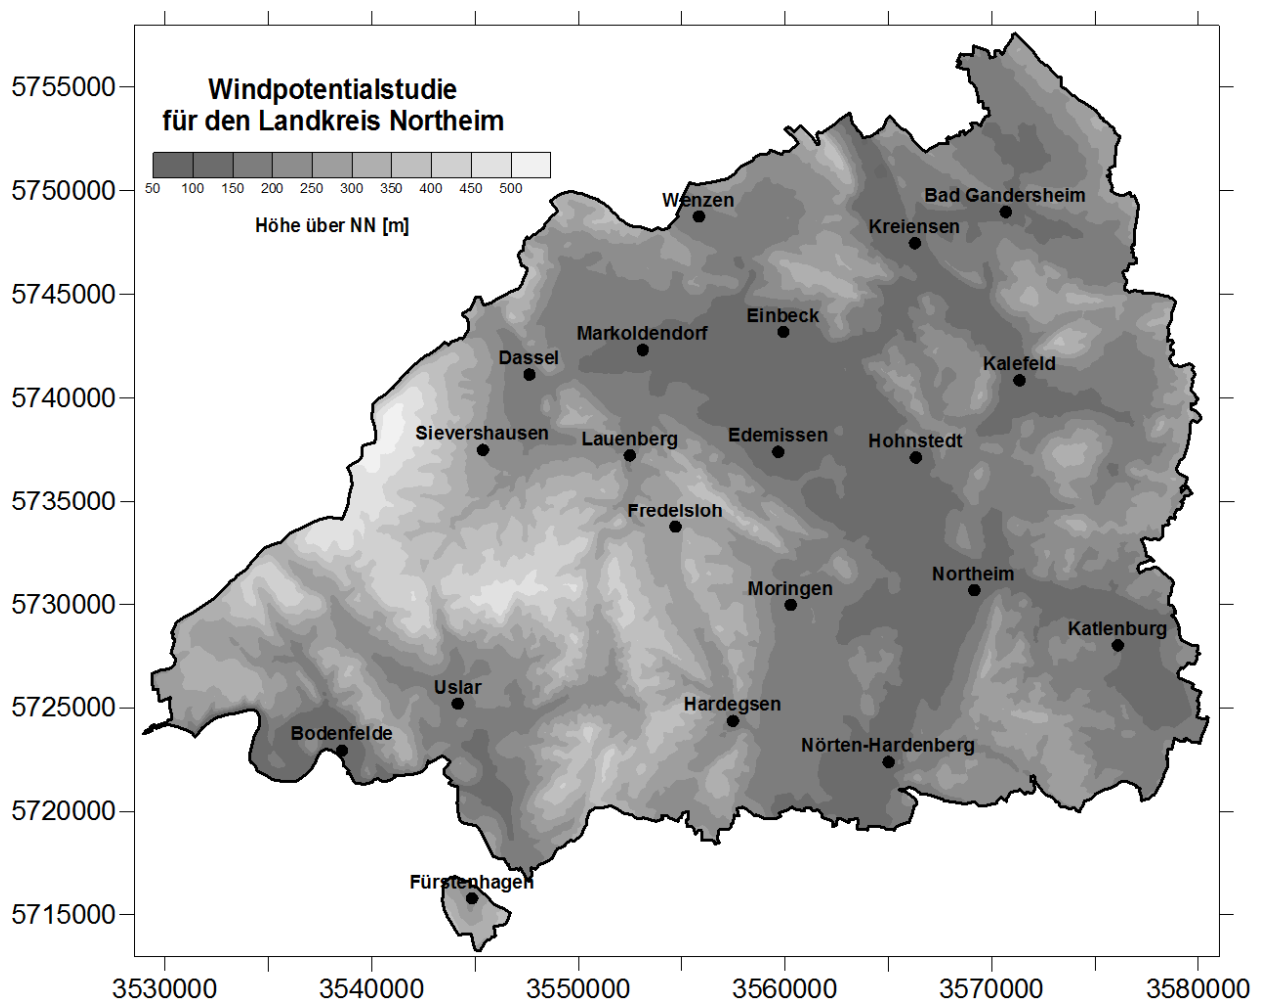 Windpotentialstudie
für den Landkreis Northeim
50 100 150 200 250 300 350 400 450 500
Höhe über NN [m]
5755000
5750000
5745000
5740000
5735000
5730000
5725000
5720000
5715000
Wenzen
Bad Gandersheim
Kreiensen
Einbeck
Markoldendorf
Dassel
Kalefeld
Sievershausen
Lauenberg
Edemissen
Hohnstedt
Fredelsloh
Northeim
Moringen
Katlenburg
Uslar
Hardegsen
Bodenfelde
Nörten-Hardenberg
Fürstenhagen
3530000 3540000 3550000 3560000 3570000 3580000